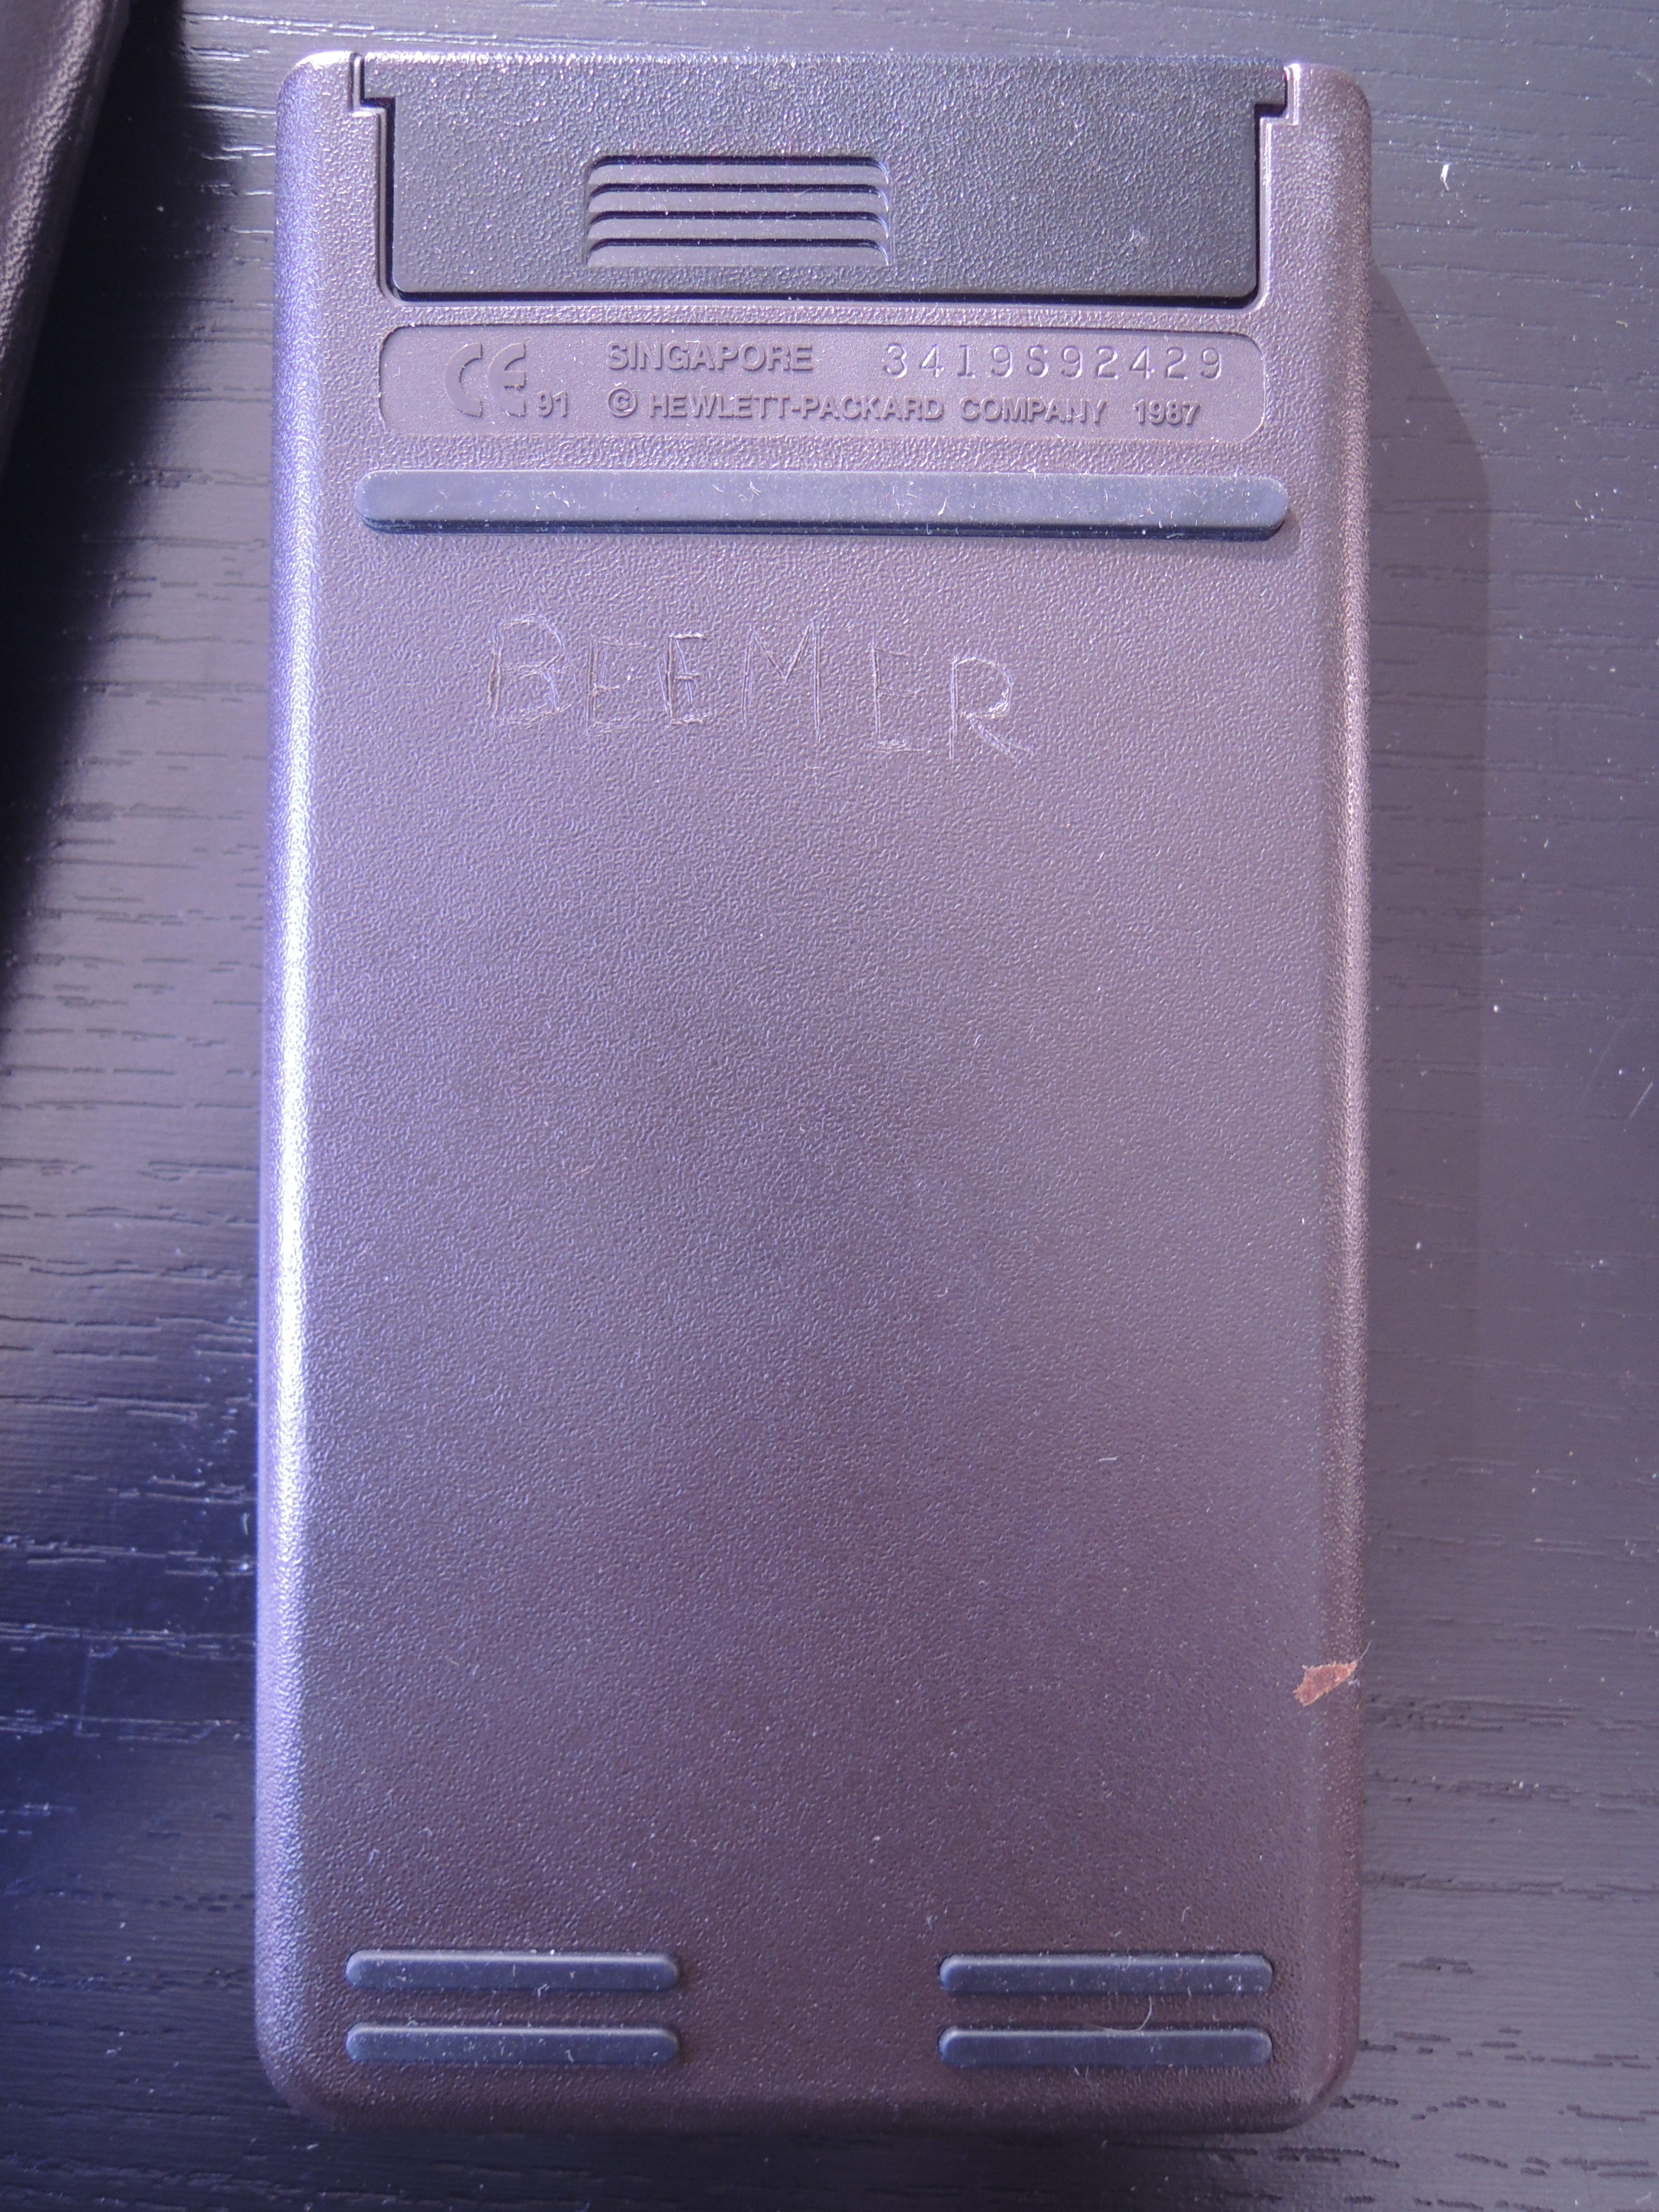 CE 91 SINGAPORE 3419S92429
© HEWLETT-PACKARD COMPANY 1987
BEEMER